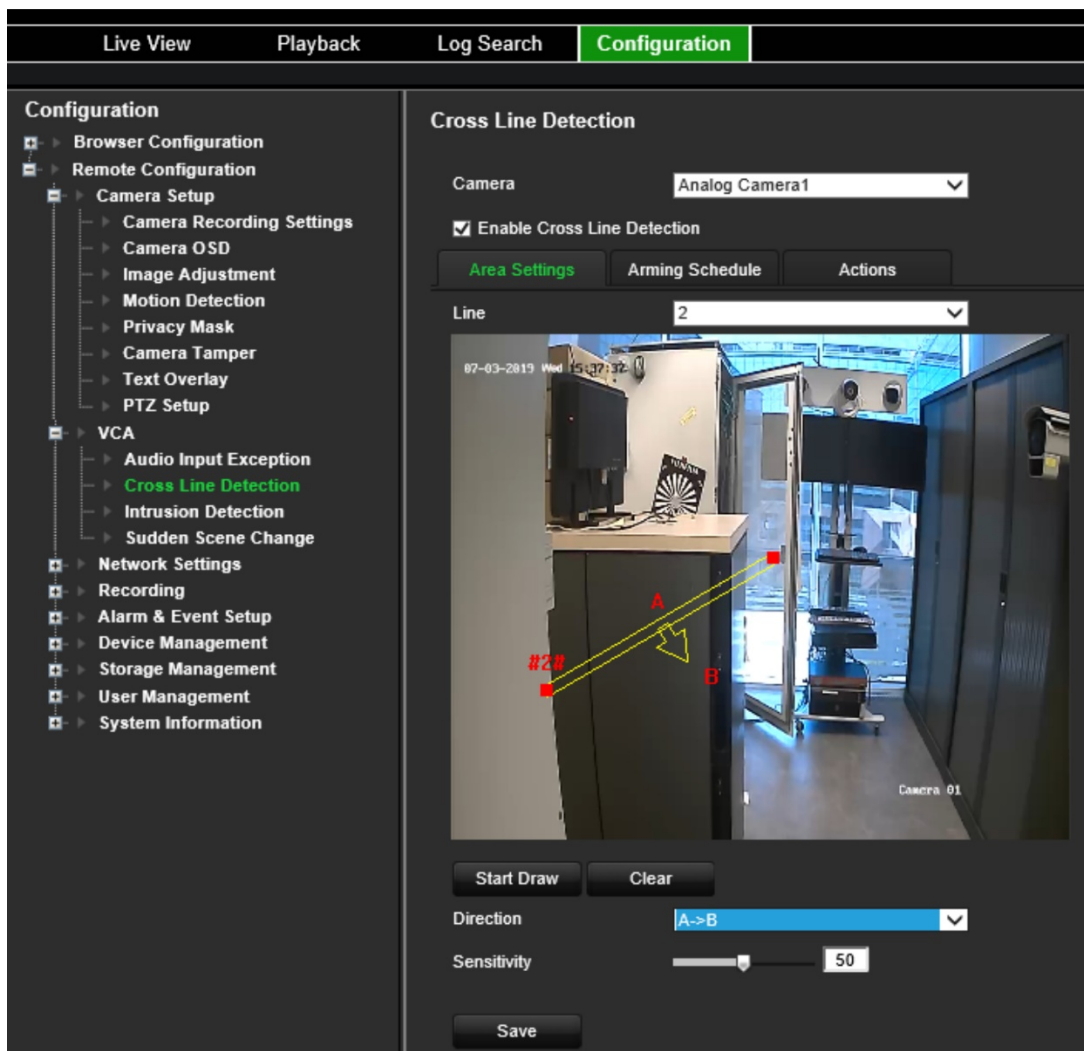 Live View Playback Log Search Configuration
Configuration
Browser Configuration
Remote Configuration
Camera Setup
Camera Recording Settings
Camera OSD
Image Adjustment
Motion Detection
Privacy Mask
Camera Tamper
Text Overlay
PTZ Setup
VCA
Audio Input Exception
Cross Line Detection
Intrusion Detection
Sudden Scene Change
Network Settings
Recording
Alarm & Event Setup
Device Management
Storage Management
User Management
System Information
Cross Line Detection
Camera Analog Camera1
Enable Cross Line Detection
Area Settings Arming Schedule Actions
Line 2
07-03-2019 Wed 15:37:37
A
#2#
B
Camera 01
Start Draw Clear
Direction A->B
Sensitivity 50
Save